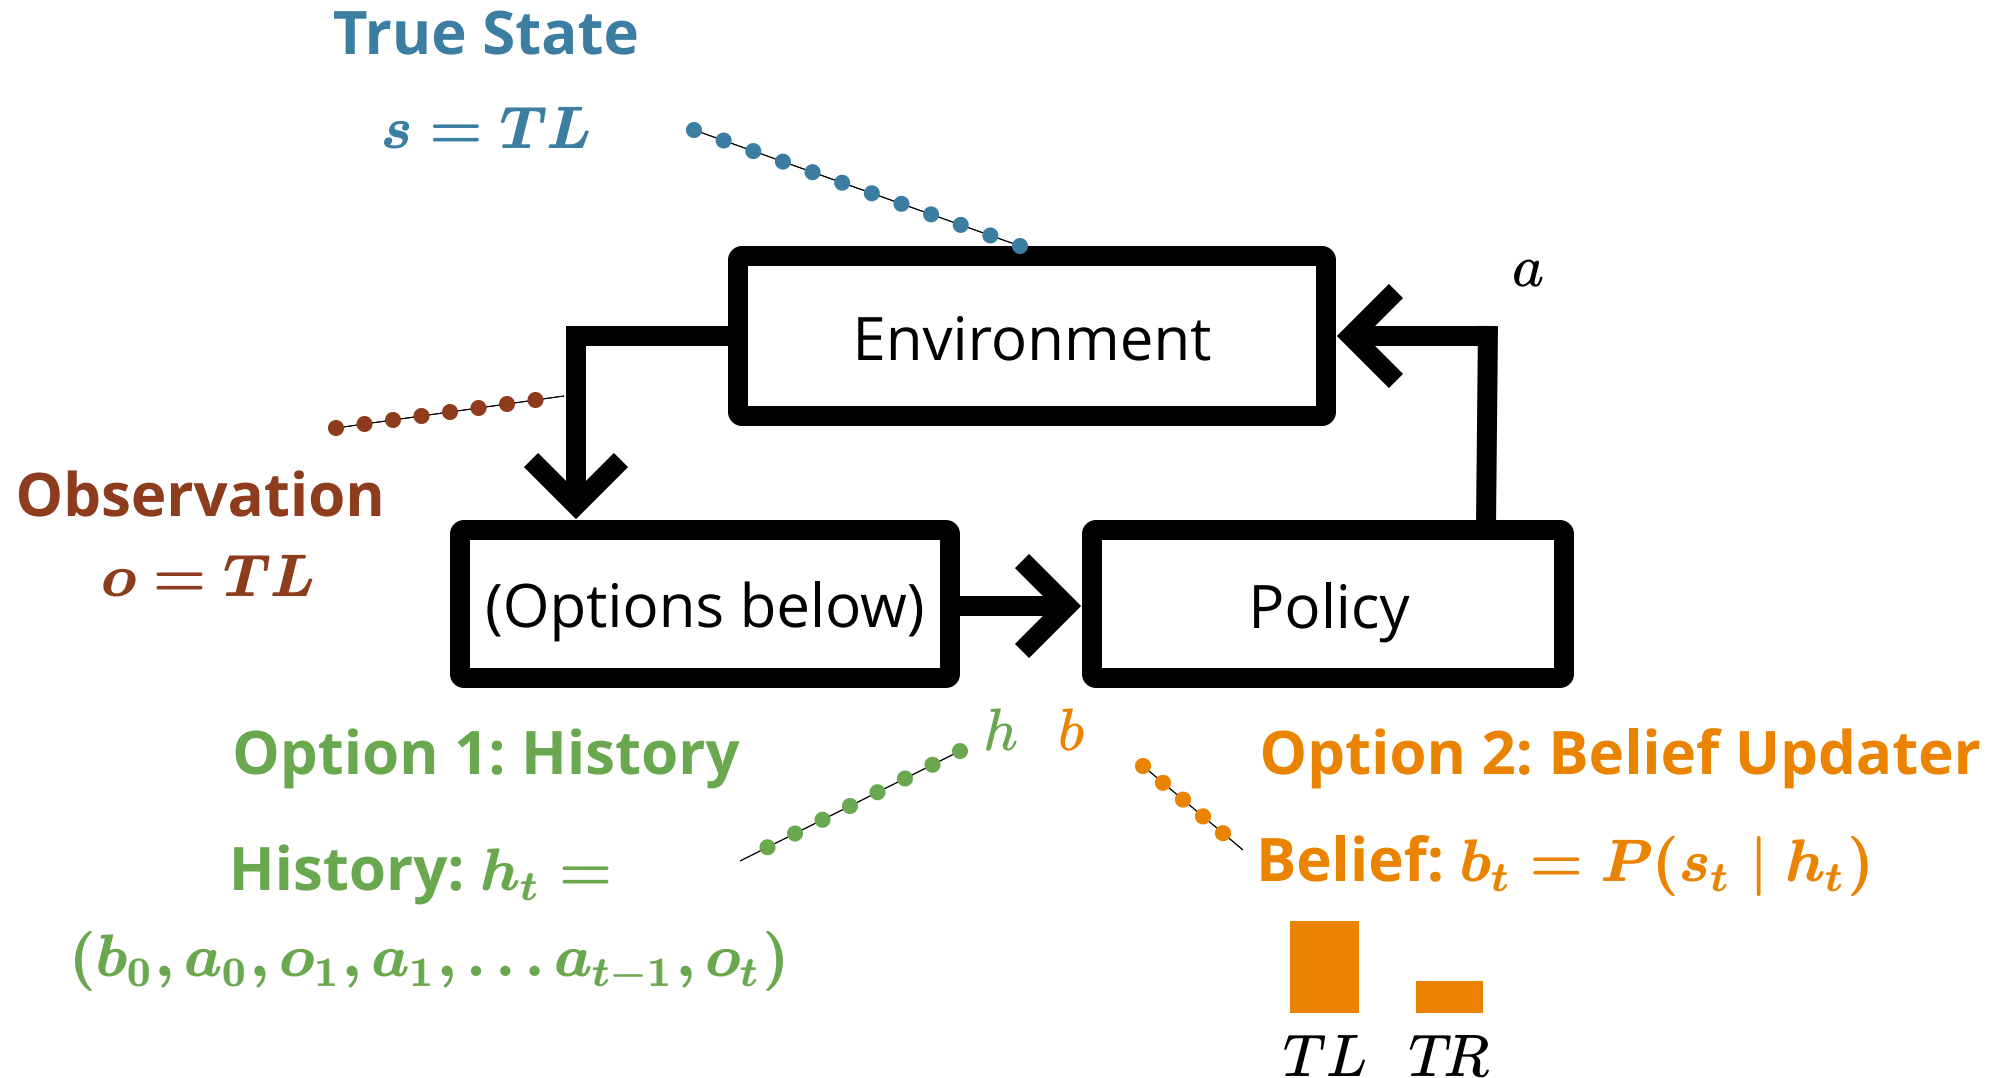 True State
s = TL
a
Environment
Observation
o = TL
(Options below)
Policy
h
b
Option 1: History
Option 2: Belief Updater
History: h_t =
(b_0, a_0, o_1, a_1, ... a_{t-1}, o_t)
Belief: b_t = P(s_t | h_t)
TL
TR